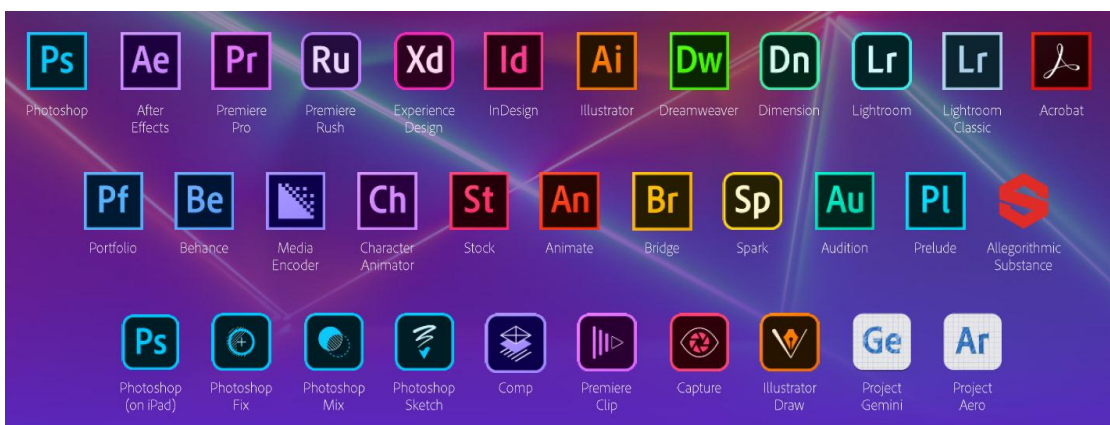 Ps Ae Pr Ru Xd Id Ai Dw Dn Lr Lr
Photoshop After Premiere Premiere Experience InDesign Illustrator Dreamweaver Dimension Lightroom Lightroom Acrobat
Effects Pro Rush Design Classic
Pf Be Ch St An Br Sp Au Pl
Portfolio Behance Media Character Stock Animate Bridge Spark Audition Prelude Allegorithmic
Encoder Animator Substance
Ps Ge Ar
Photoshop Photoshop Photoshop Photoshop Comp Premiere Capture Illustrator Project Project
(on iPad) Fix Mix Sketch Clip Draw Gemini Aero